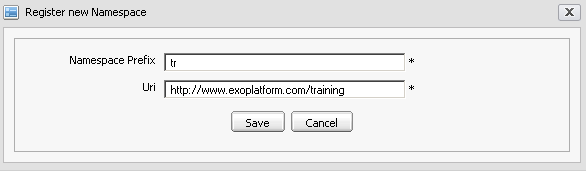 Register new Namespace
Namespace Prefix tr *
Uri http://www.exoplatform.com/training *
Save Cancel